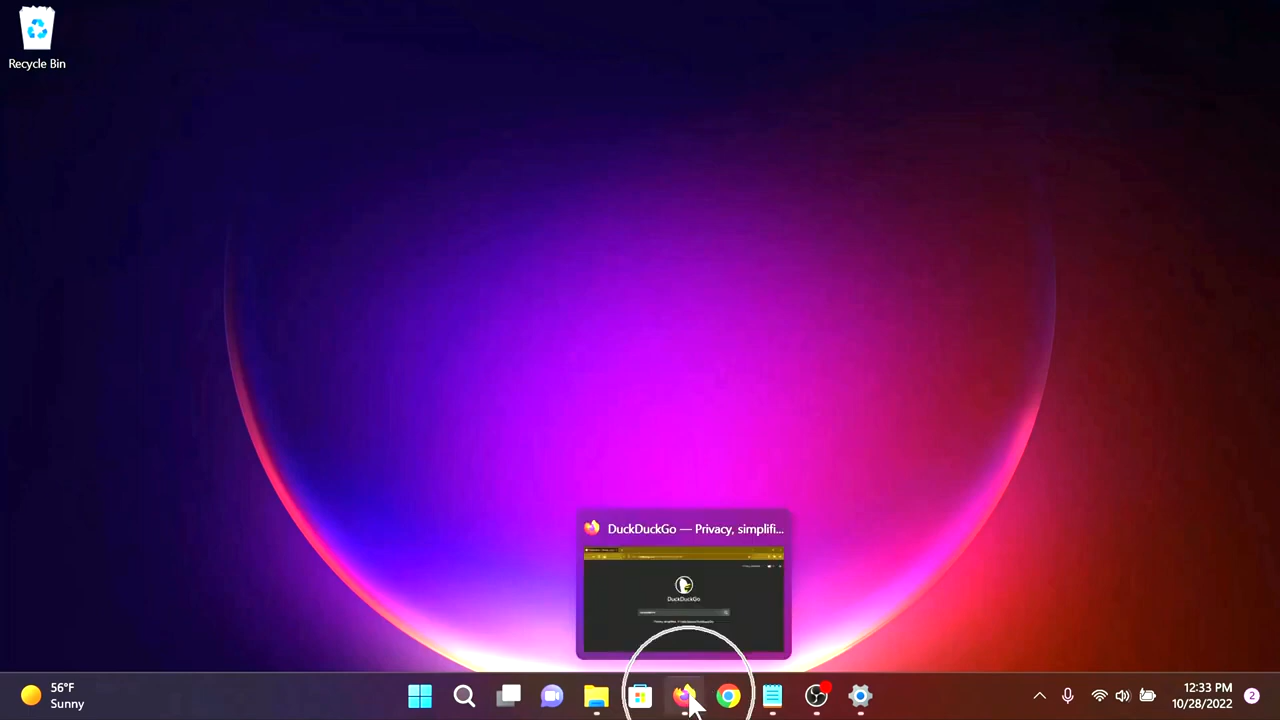 Recycle Bin
DuckDuckGo — Privacy, simplifi...
DuckDuckGo
56°F
Sunny
12:33 PM
10/28/2022
2